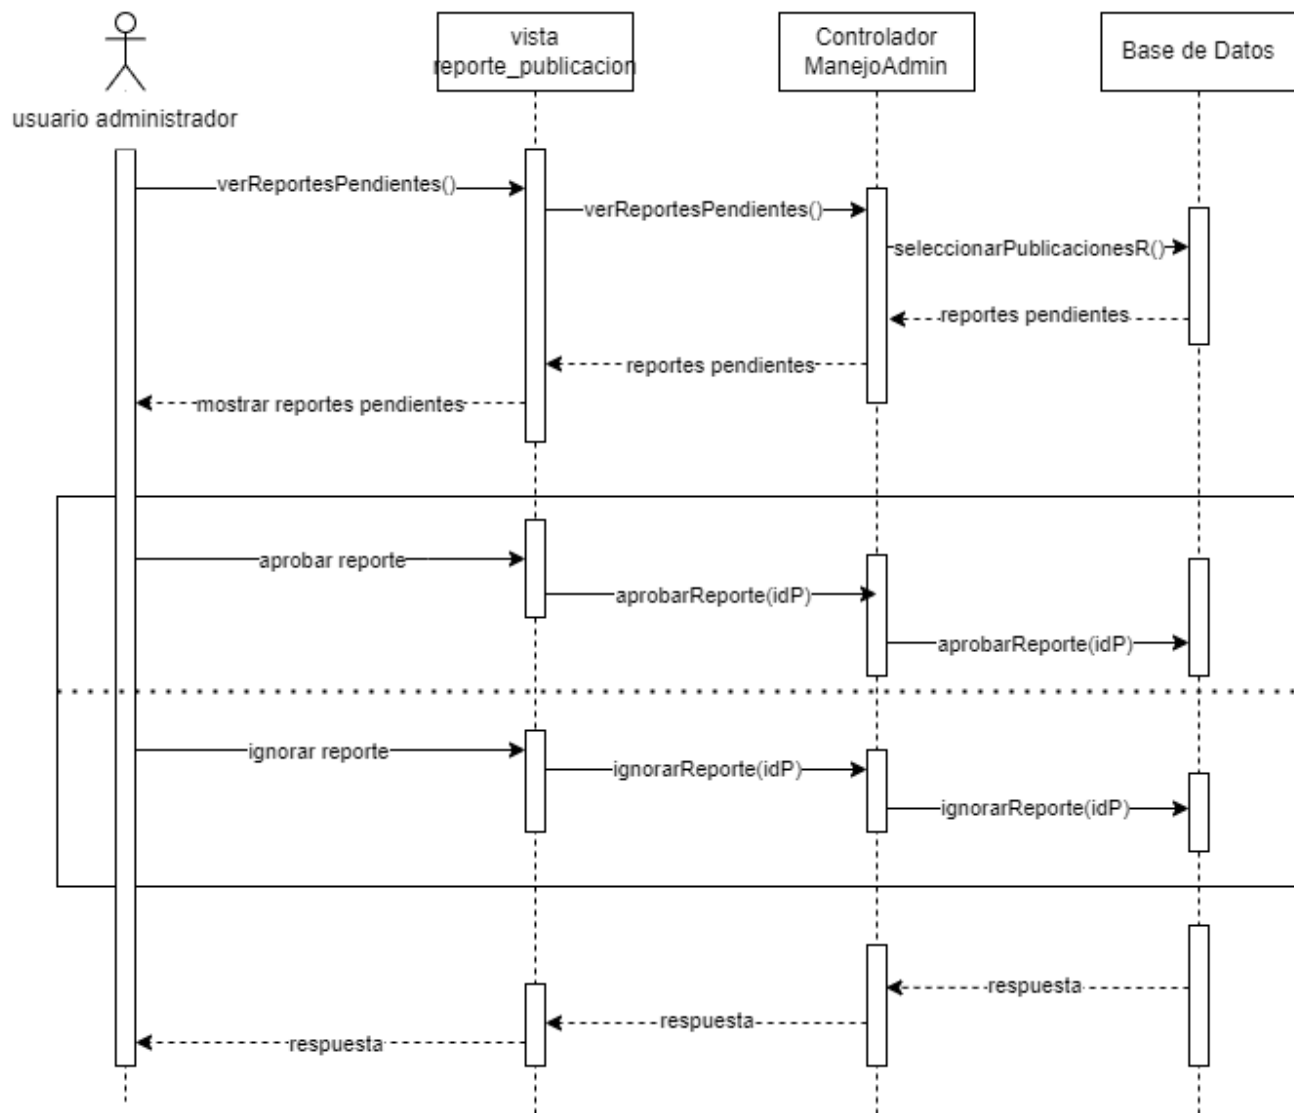 vista
reporte_publicacion
Controlador
ManejoAdmin
Base de Datos
usuario administrador
verReportesPendientes()
verReportesPendientes()
seleccionarPublicacionesR()
reportes pendientes
reportes pendientes
mostrar reportes pendientes
aprobar reporte
aprobarReporte(idP)
aprobarReporte(idP)
ignorar reporte
ignorarReporte(idP)
ignorarReporte(idP)
respuesta
respuesta
respuesta